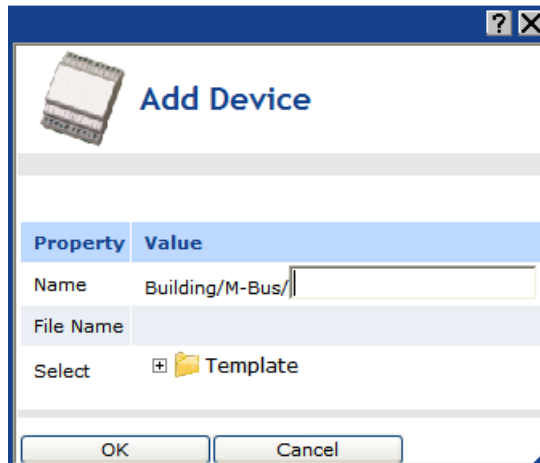 ?
Add Device
Property Value
Name Building/M-Bus/
File Name
Select Template
OK Cancel